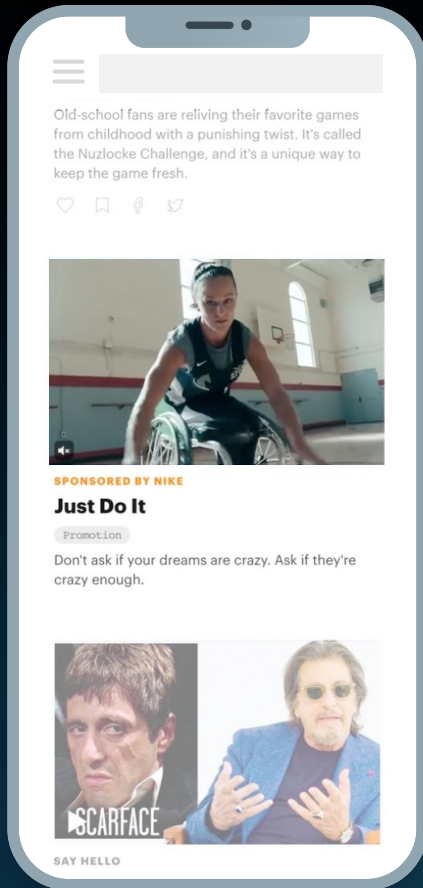 Old-school fans are reliving their favorite games
from childhood with a punishing twist. It's called
the Nuzlocke Challenge, and it's a unique way to
keep the game fresh.
SPONSORED BY NIKE
Just Do It
Promotion
Don't ask if your dreams are crazy. Ask if they're
crazy enough.
SCARFACE
SAY HELLO